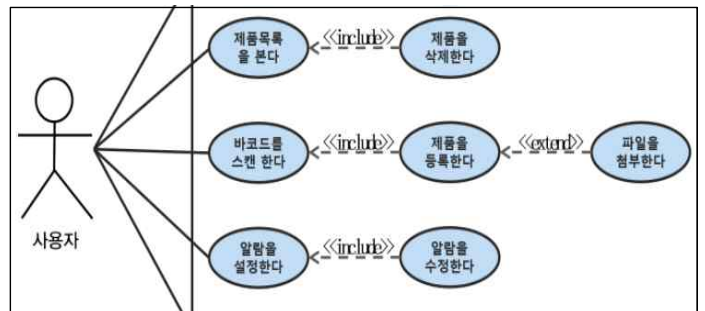 제품목록
을 본다
<<include>>
제품을
삭제한다
바코드를
스캔 한다
<<include>>
제품을
등록한다
<<extend>>
파일을
첨부한다
사용자
알람을
설정한다
<<include>>
알람을
수정한다